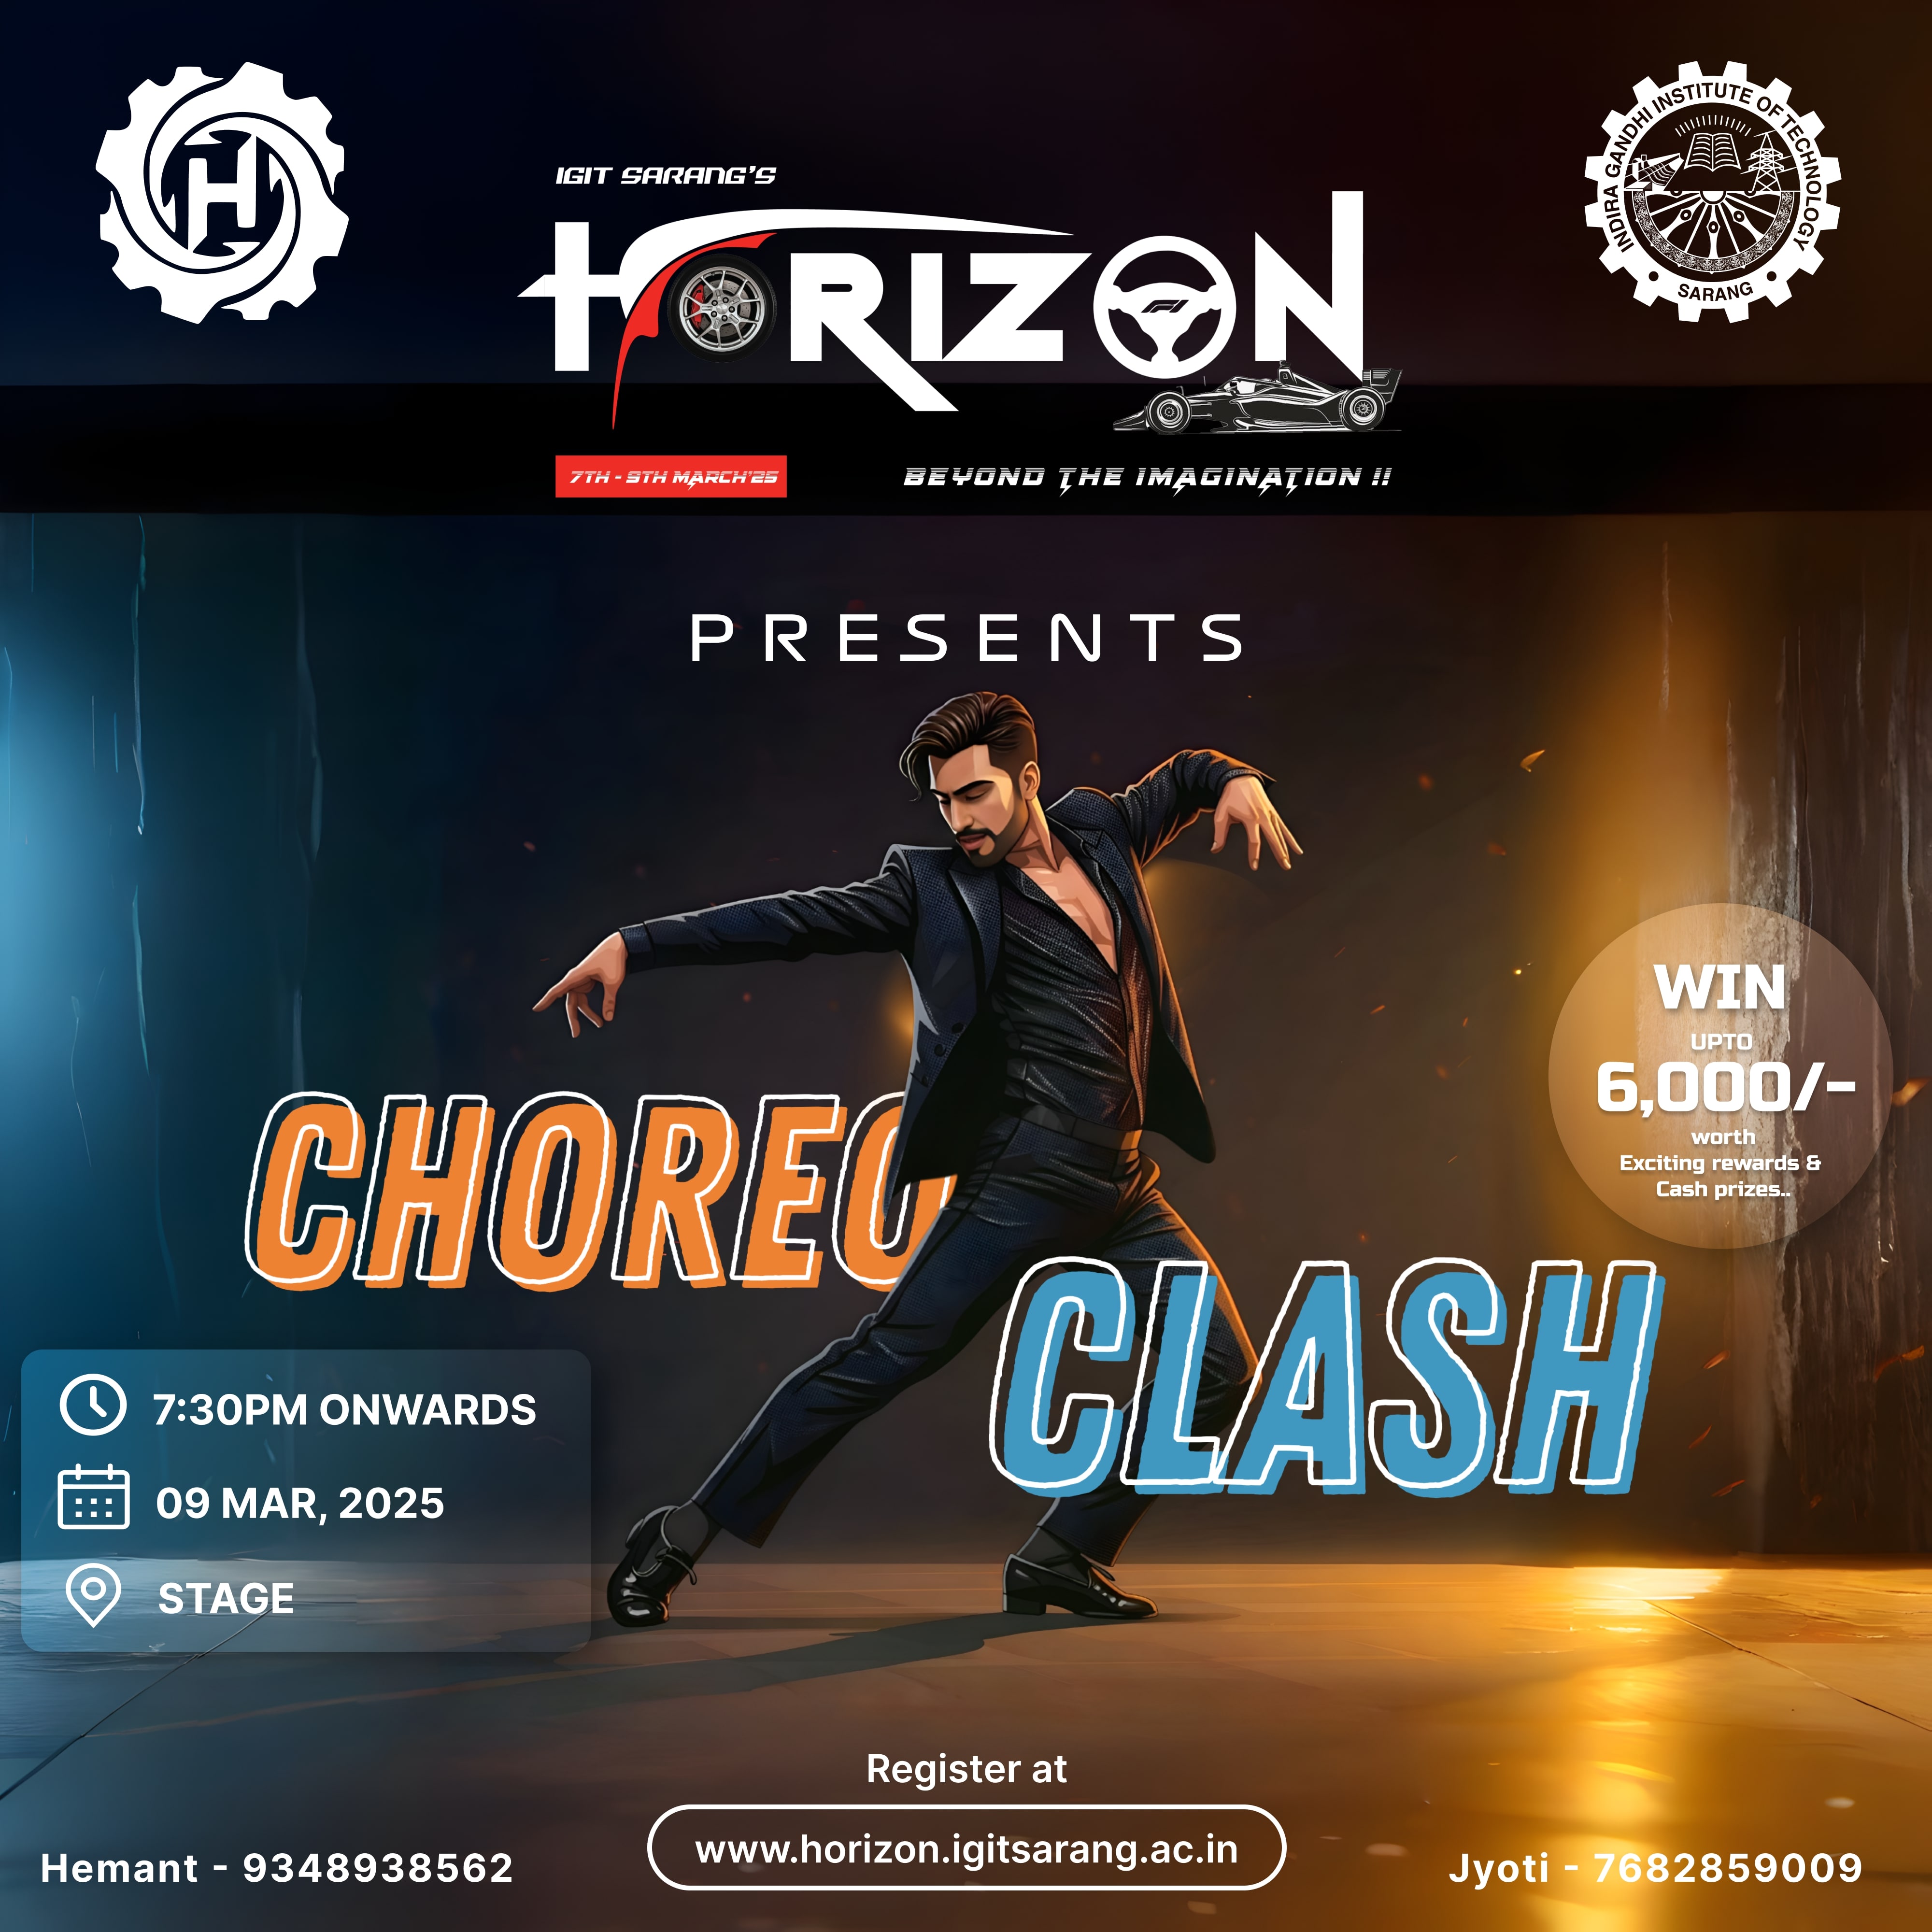 H
INDIRA GANDHI INSTITUTE OF TECHNOLOGY
SARANG
IGIT SARANG'S
HORIZON
7TH - 9TH MARCH'25
BEYOND THE IMAGINATION !!
PRESENTS
WIN
UPTO
6,000/-
worth
Exciting rewards &
Cash prizes..
CHOREO
CLASH
7:30PM ONWARDS
09 MAR, 2025
STAGE
Register at
www.horizon.igitsarang.ac.in
Hemant - 9348938562
Jyoti - 7682859009